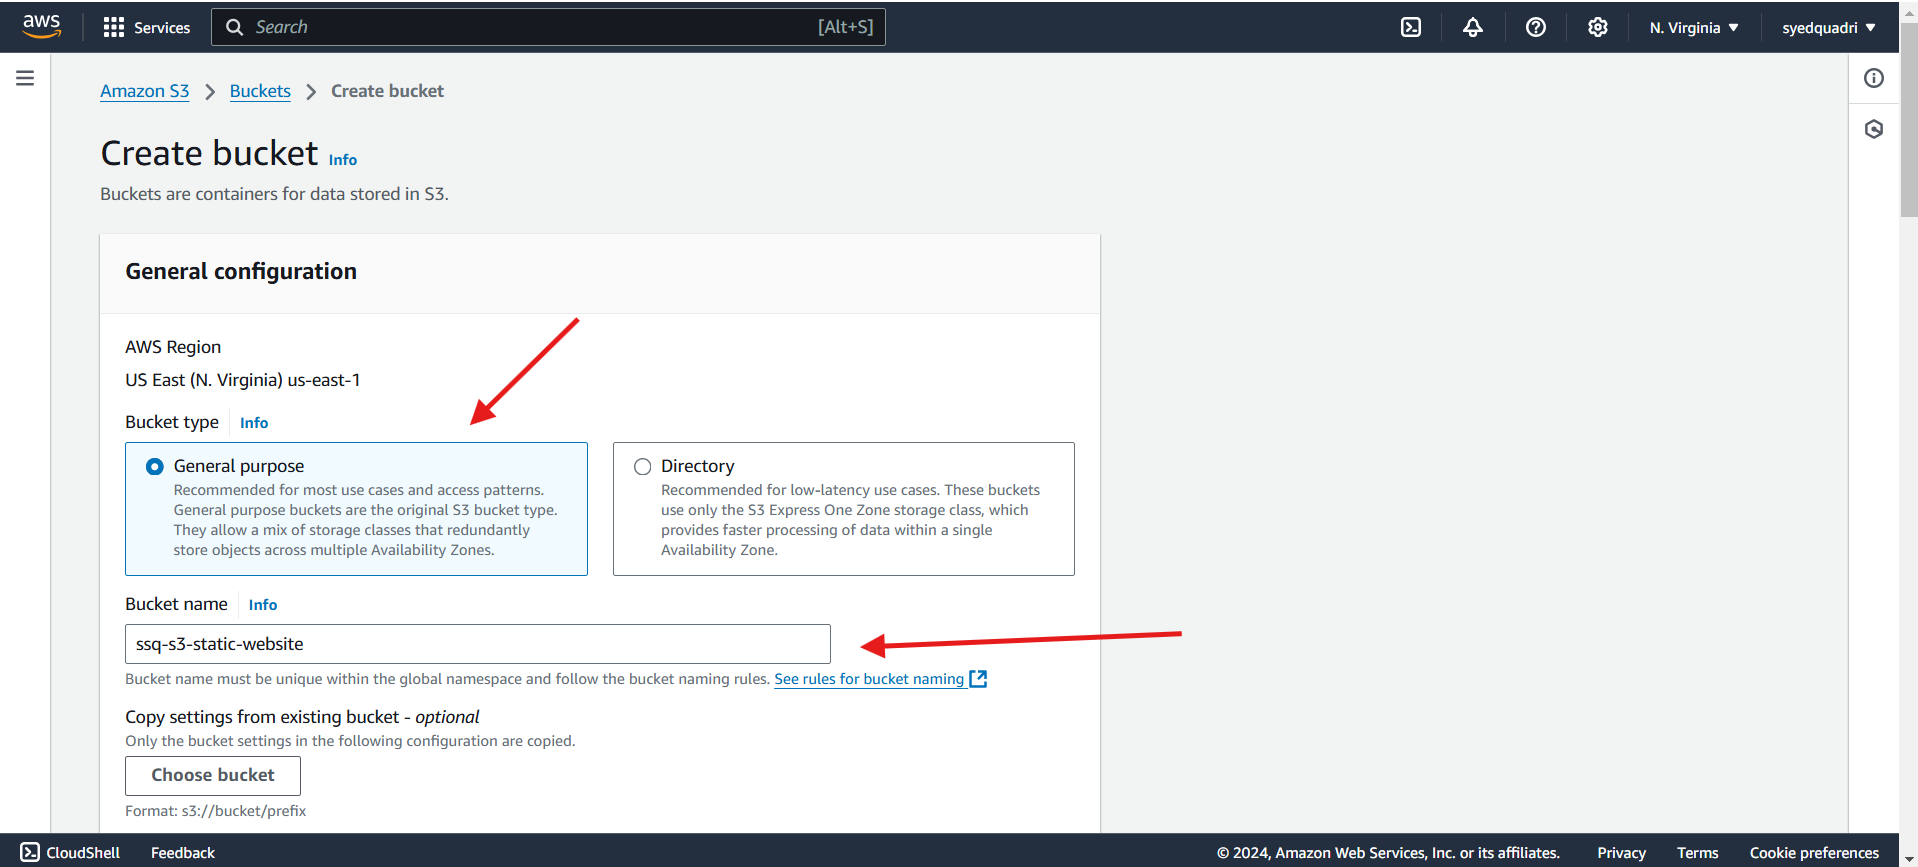 aws
Services
Search [Alt+S]
N. Virginia
syedquadri
Amazon S3 Buckets Create bucket
Create bucket Info
Buckets are containers for data stored in S3.
General configuration
AWS Region
US East (N. Virginia) us-east-1
Bucket type Info
General purpose
Recommended for most use cases and access patterns.
General purpose buckets are the original S3 bucket type.
They allow a mix of storage classes that redundantly
store objects across multiple Availability Zones.
Directory
Recommended for low-latency use cases. These buckets
use only the S3 Express One Zone storage class, which
provides faster processing of data within a single
Availability Zone.
Bucket name Info
ssq-s3-static-website
Bucket name must be unique within the global namespace and follow the bucket naming rules. See rules for bucket naming
Copy settings from existing bucket - optional
Only the bucket settings in the following configuration are copied.
Choose bucket
Format: s3://bucket/prefix
CloudShell
Feedback
© 2024, Amazon Web Services, Inc. or its affiliates.
Privacy
Terms
Cookie preferences